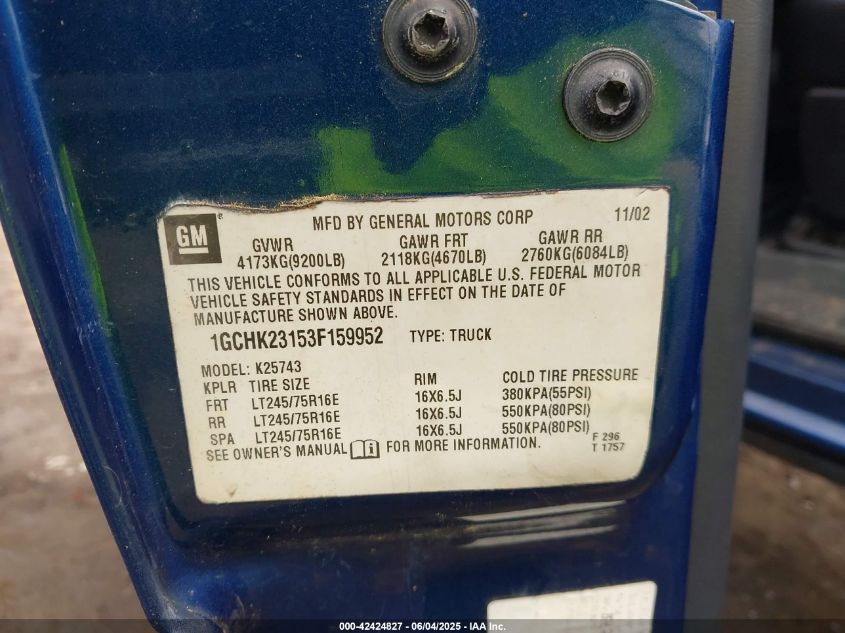 GM ® MFD BY GENERAL MOTORS CORP 11/02
GVWR GAWR FRT GAWR RR
4173KG(9200LB) 2118KG(4670LB) 2760KG(6084LB)
THIS VEHICLE CONFORMS TO ALL APPLICABLE U.S. FEDERAL MOTOR
VEHICLE SAFETY STANDARDS IN EFFECT ON THE DATE OF
MANUFACTURE SHOWN ABOVE.
1GCHK23153F159952 TYPE: TRUCK
MODEL: K25743
KPLR TIRE SIZE RIM COLD TIRE PRESSURE
FRT LT245/75R16E 16X6.5J 380KPA(55PSI)
RR LT245/75R16E 16X6.5J 550KPA(80PSI)
SPA LT245/75R16E 16X6.5J 550KPA(80PSI)
SEE OWNER'S MANUAL i FOR MORE INFORMATION.
F 296
T 1757
000-42424827 - 06/04/2025 - IAA Inc.